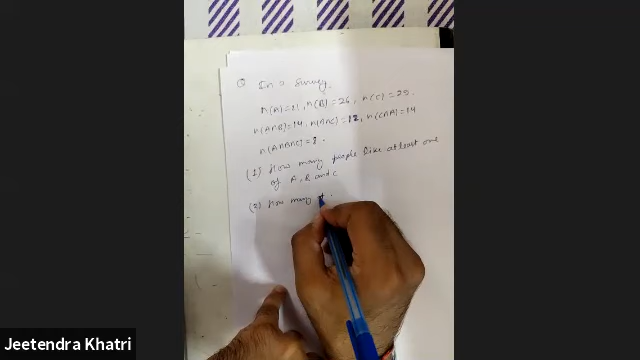 Q In a Survey,
n(A)=21, n(B)=26, n(C)=29.
n(A∩B)=14, n(A∩C)=12, n(C∩A)=14
n(A∩B∩C)=8.
(1) How many people like atleast one
of A, B and C
(2) How many
Jeetendra Khatri